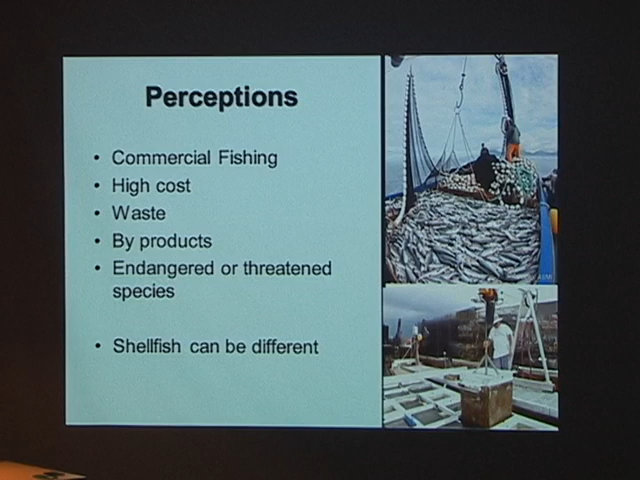 Perceptions
• Commercial Fishing
• High cost
• Waste
• By products
• Endangered or threatened
species
• Shellfish can be different